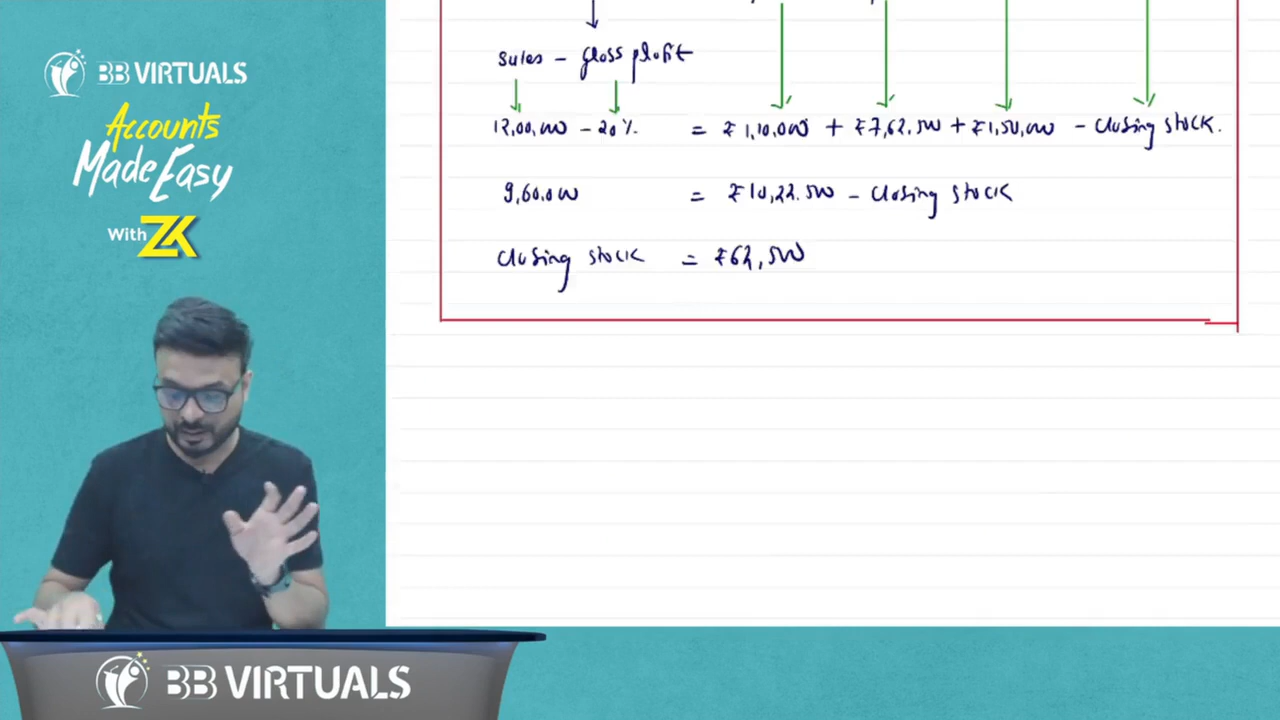 BB VIRTUALS
Accounts
Made Easy
With ZK
Sales - Gross profit
12,00,000 - 20% = ₹1,10,000 + ₹7,62,500 + ₹1,50,000 - Closing stock.
9,60,000 = ₹10,22,500 - Closing stock
Closing stock = ₹62,500
BB VIRTUALS